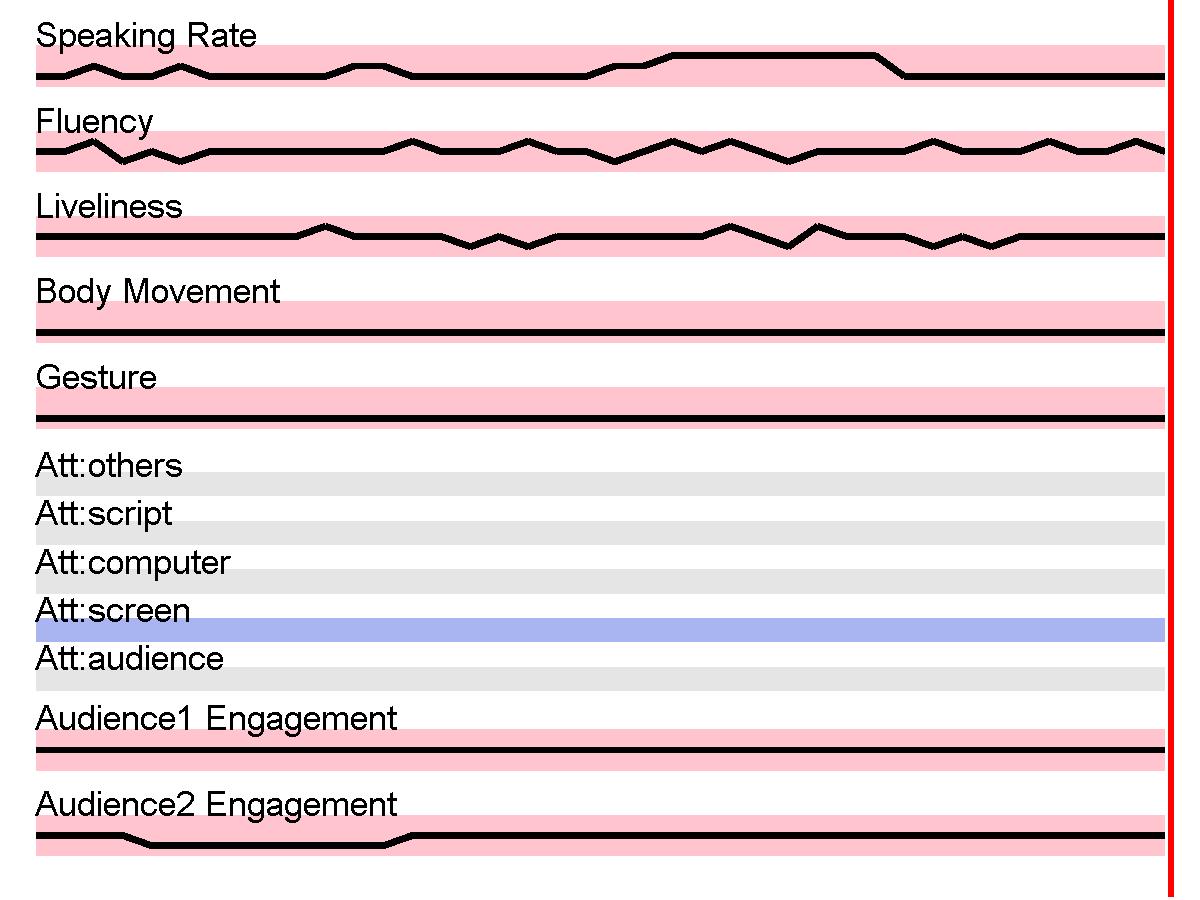 Speaking Rate
Fluency
Liveliness
Body Movement
Gesture
Att:others
Att:script
Att:computer
Att:screen
Att:audience
Audience1 Engagement
Audience2 Engagement